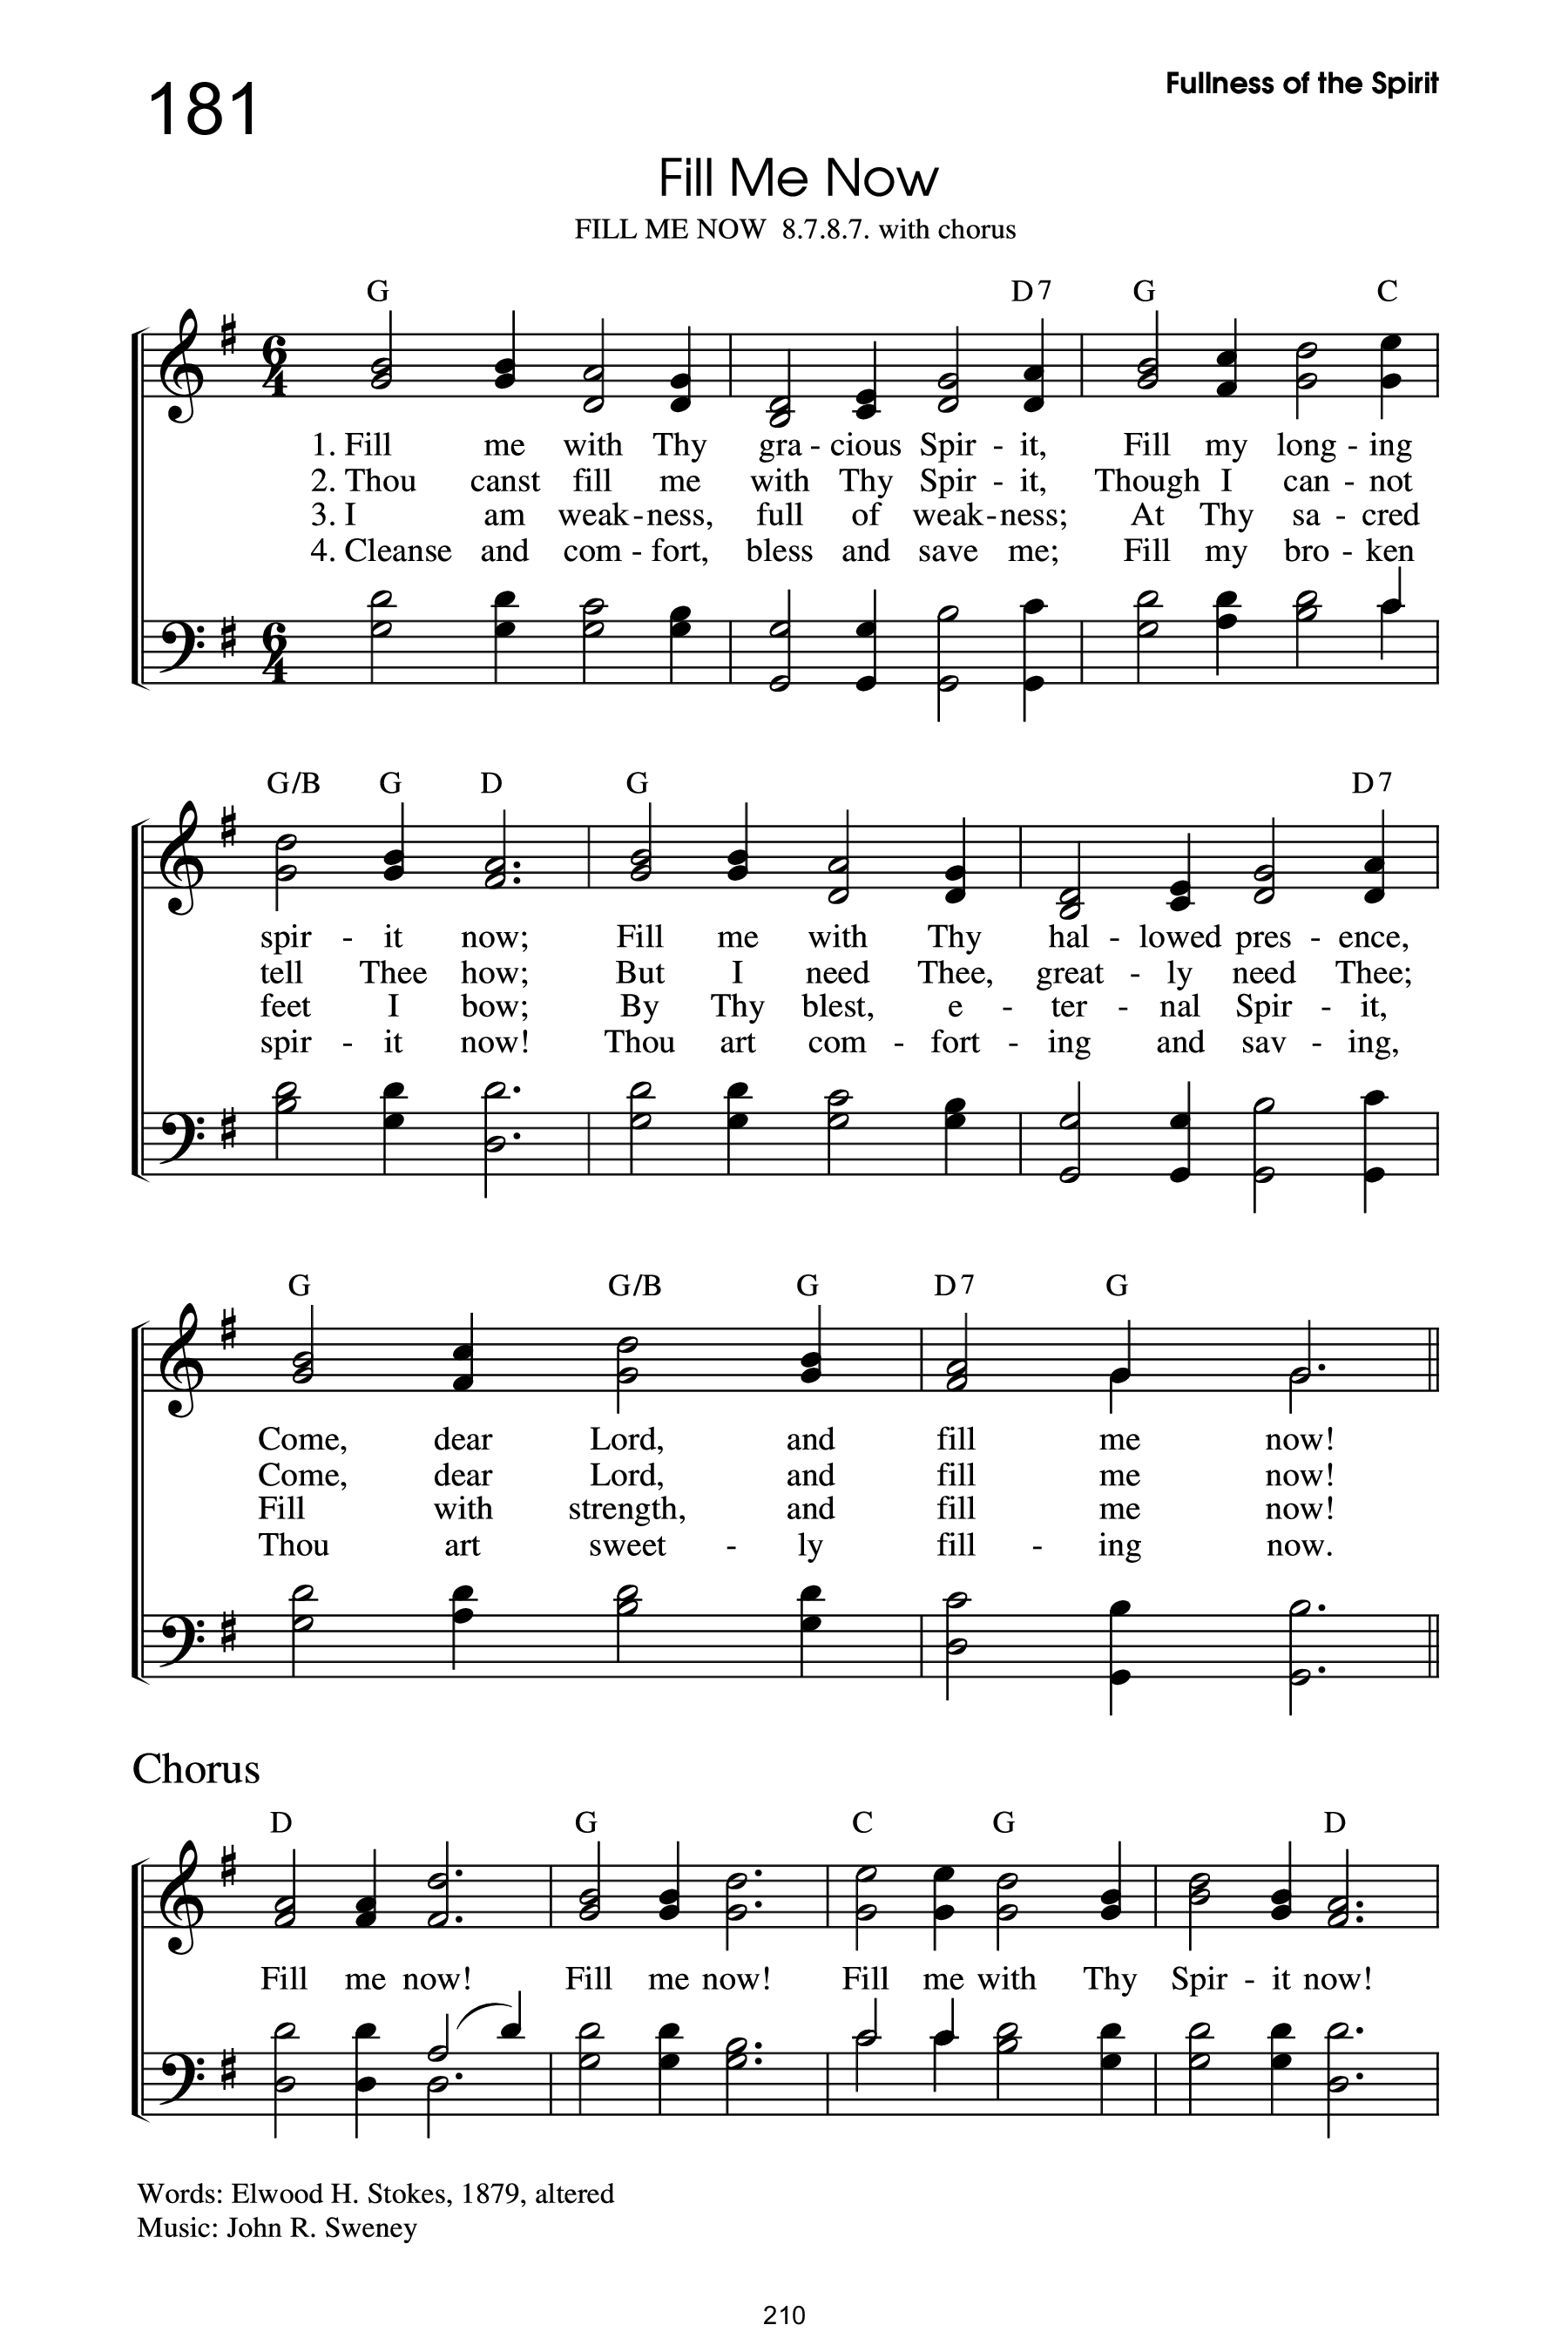 181
Fullness of the Spirit
Fill Me Now
FILL ME NOW 8.7.8.7. with chorus
G D7 G C
6 4
1. Fill me with Thy gra - cious Spir - it, Fill my long - ing
2. Thou canst fill me with Thy Spir - it, Though I can - not
3. I am weak - ness, full of weak - ness; At Thy sa - cred
4. Cleanse and com - fort, bless and save me; Fill my bro - ken
6 4
G/B G D G D7
spir - it now; Fill me with Thy hal - lowed pres - ence,
tell Thee how; But I need Thee, great - ly need Thee;
feet I bow; By Thy blest, e - ter - nal Spir - it,
spir - it now! Thou art com - fort - ing and sav - ing,
G G/B G D7 G
Come, dear Lord, and fill me now!
Come, dear Lord, and fill me now!
Fill with strength, and fill me now!
Thou art sweet - ly fill - ing now.
Chorus
D G C G D
Fill me now! Fill me now! Fill me with Thy Spir - it now!
Words: Elwood H. Stokes, 1879, altered
Music: John R. Sweney
210